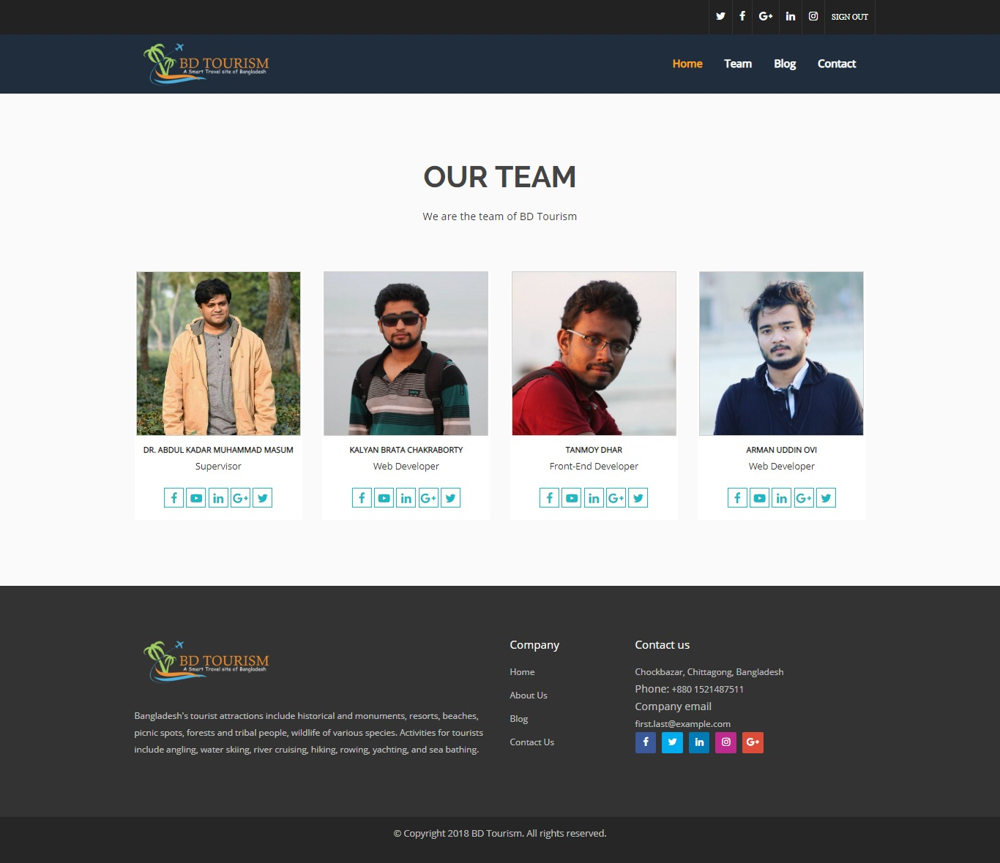 SIGN OUT
BD TOURISM
A Smart Travel site of Bangladesh
Home Team Blog Contact
OUR TEAM
We are the team of BD Tourism
DR. ABDUL KADAR MUHAMMAD MASUM
Supervisor
KALYAN BRATA CHAKRABORTY
Web Developer
TANMOY DHAR
Front-End Developer
ARMAN UDDIN OVI
Web Developer
BD TOURISM
A Smart Travel site of Bangladesh
Bangladesh's tourist attractions include historical and monuments, resorts, beaches,
picnic spots, forests and tribal people, wildlife of various species. Activities for tourists
include angling, water skiing, river cruising, hiking, rowing, yachting, and sea bathing.
Company
Home
About Us
Blog
Contact Us
Contact us
Chockbazar, Chittagong, Bangladesh
Phone: +880 1521487511
Company email
first.last@example.com
© Copyright 2018 BD Tourism. All rights reserved.